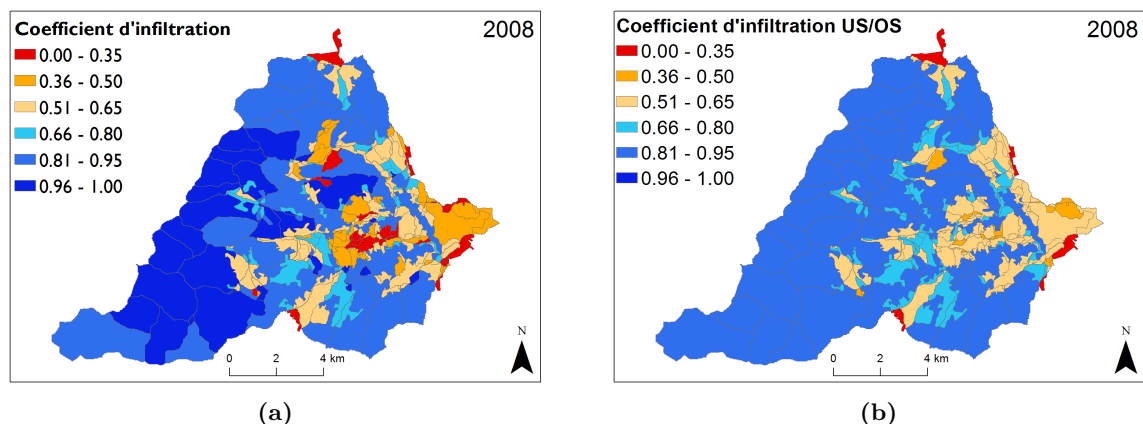 Coefficient d'infiltration
2008
0.00 - 0.35
0.36 - 0.50
0.51 - 0.65
0.66 - 0.80
0.81 - 0.95
0.96 - 1.00
N
0 2 4 km
(a)
Coefficient d'infiltration US/OS
2008
0.00 - 0.35
0.36 - 0.50
0.51 - 0.65
0.66 - 0.80
0.81 - 0.95
0.96 - 1.00
N
0 2 4 km
(b)